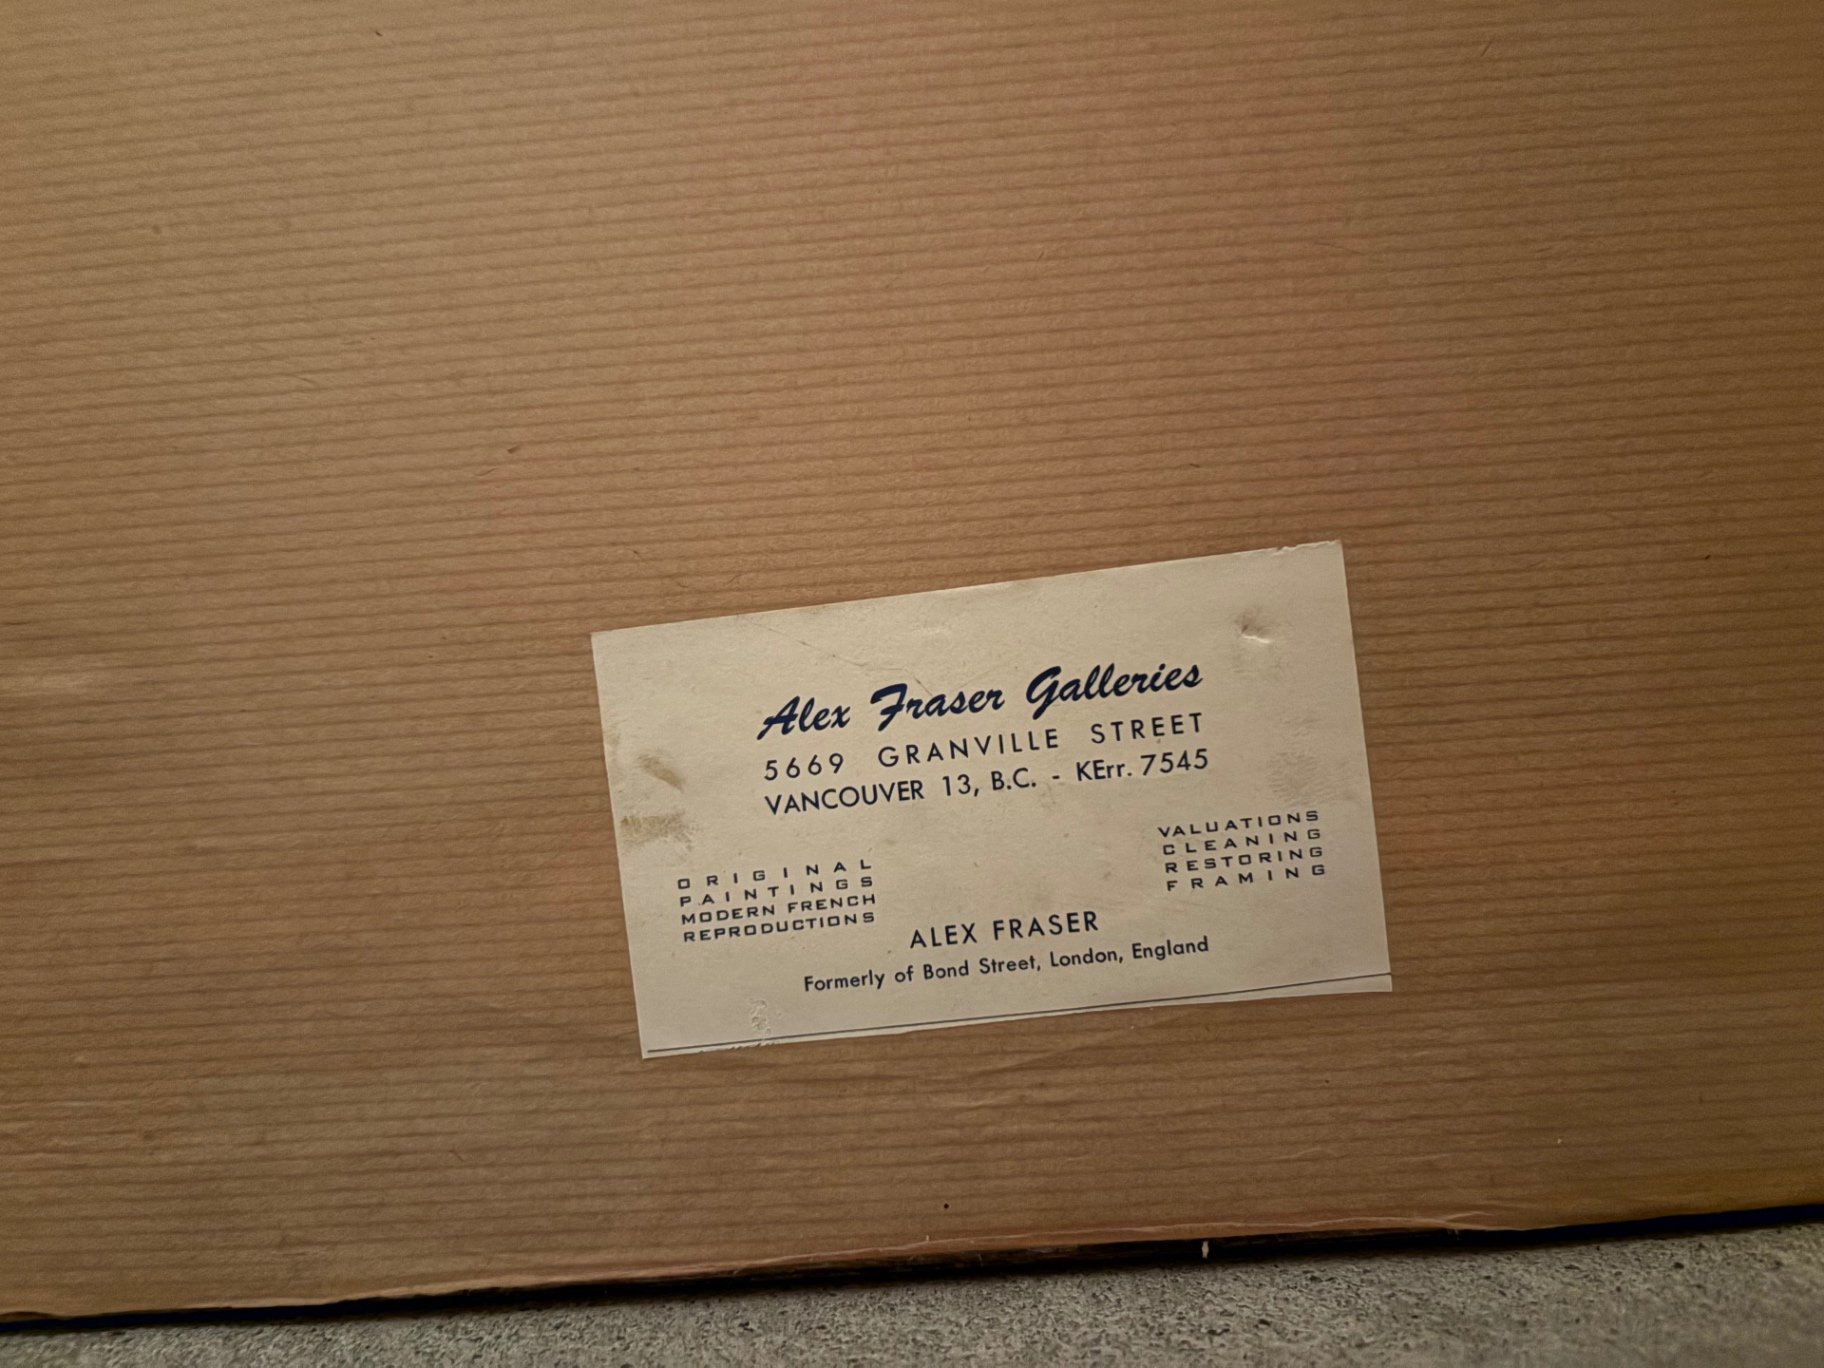 Alex Fraser Galleries
5669 GRANVILLE STREET
VANCOUVER 13, B.C. - KErr. 7545
ORIGINAL
PAINTINGS
MODERN FRENCH
REPRODUCTIONS
VALUATIONS
CLEANING
RESTORING
FRAMING
ALEX FRASER
Formerly of Bond Street, London, England